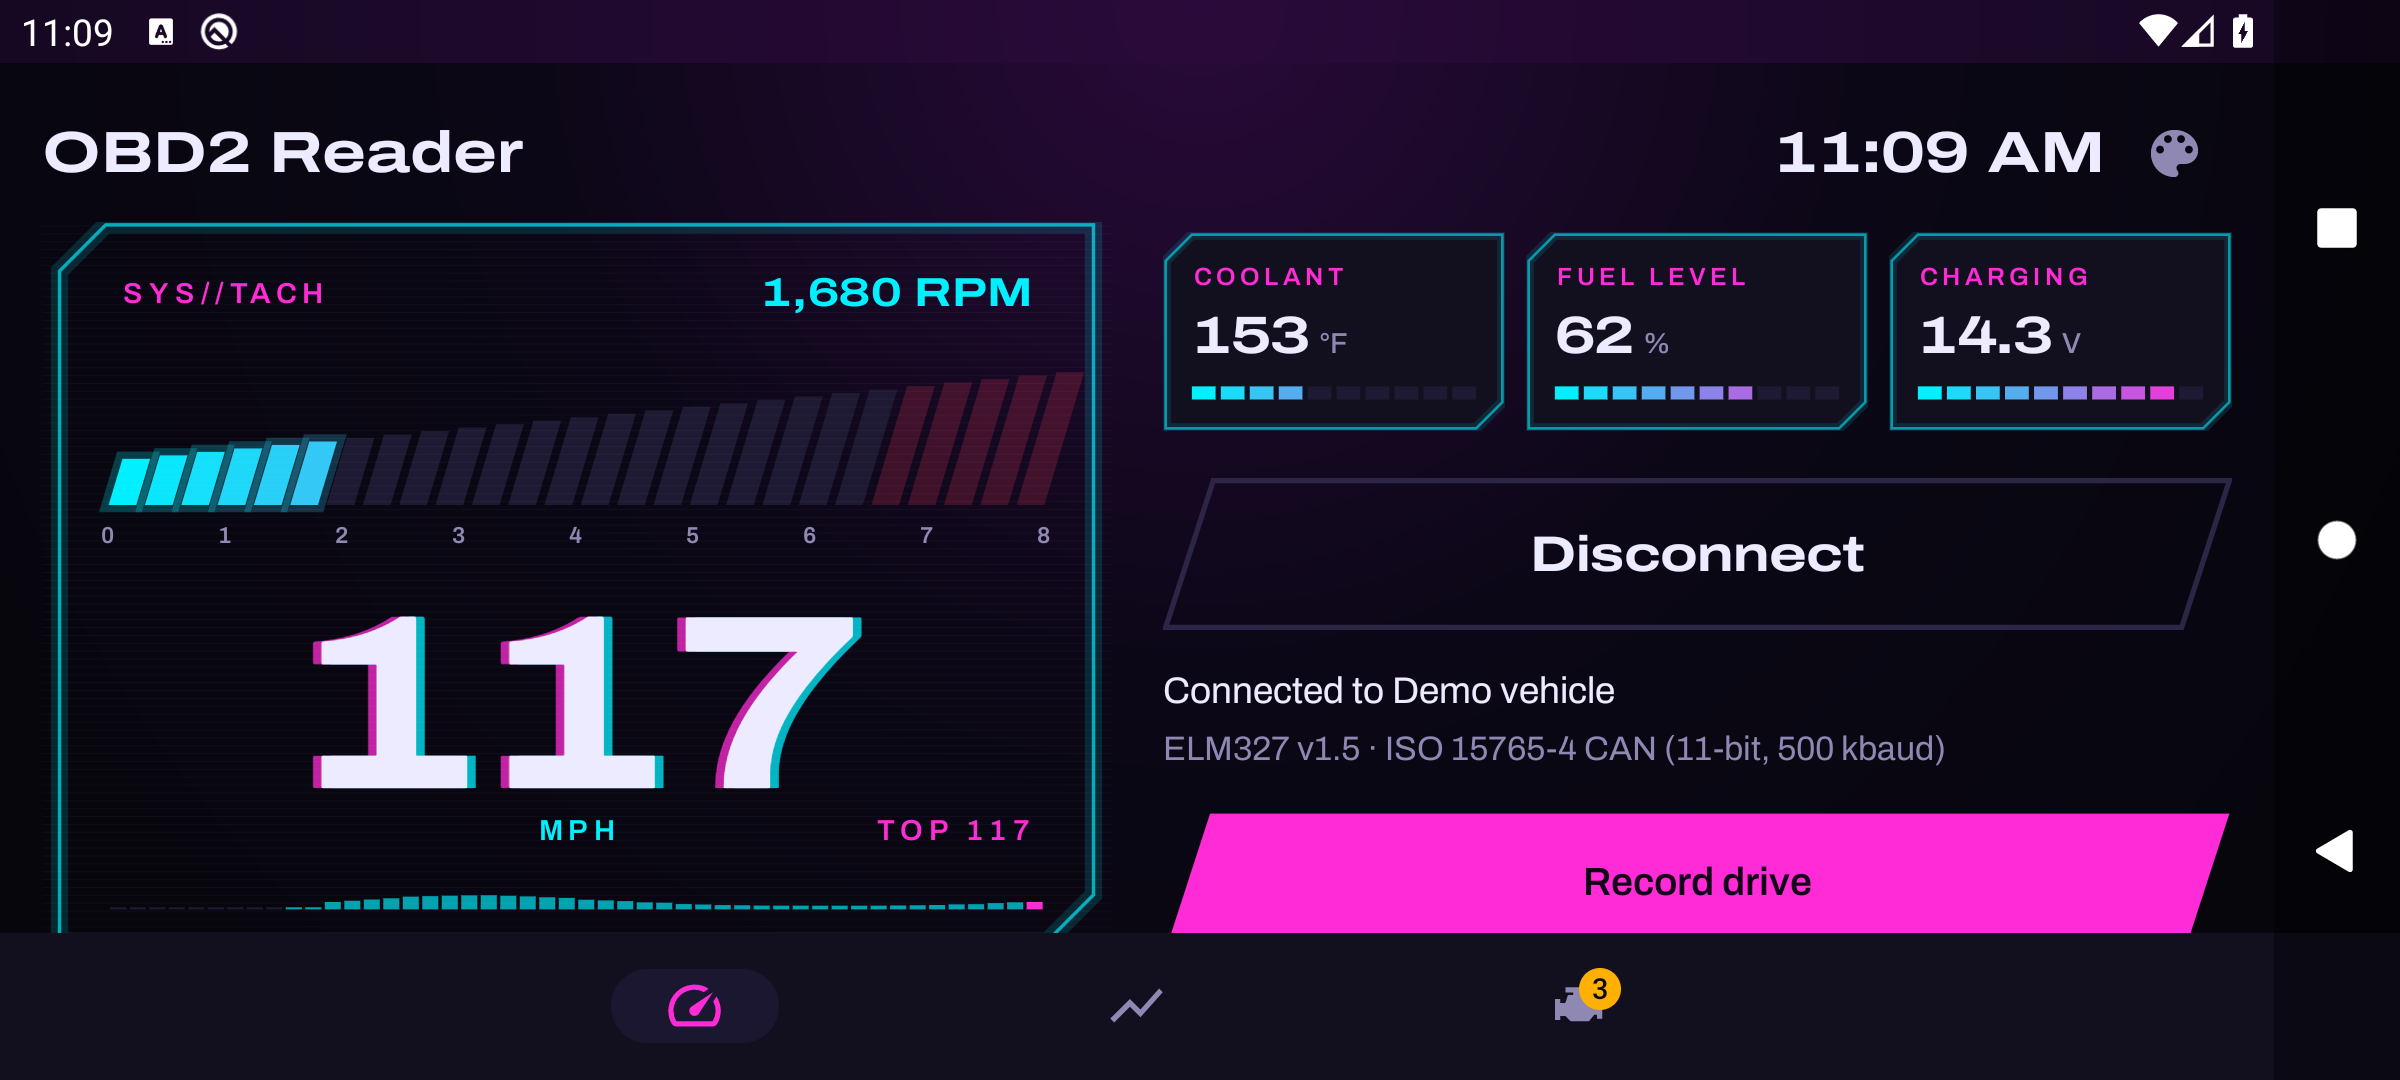 11:09
OBD2 Reader
11:09 AM
SYS//TACH
1,680 RPM
0 1 2 3 4 5 6 7 8
117
MPH
TOP 117
COOLANT
153 °F
FUEL LEVEL
62 %
CHARGING
14.3 V
Disconnect
Connected to Demo vehicle
ELM327 v1.5 · ISO 15765-4 CAN (11-bit, 500 kbaud)
Record drive
3